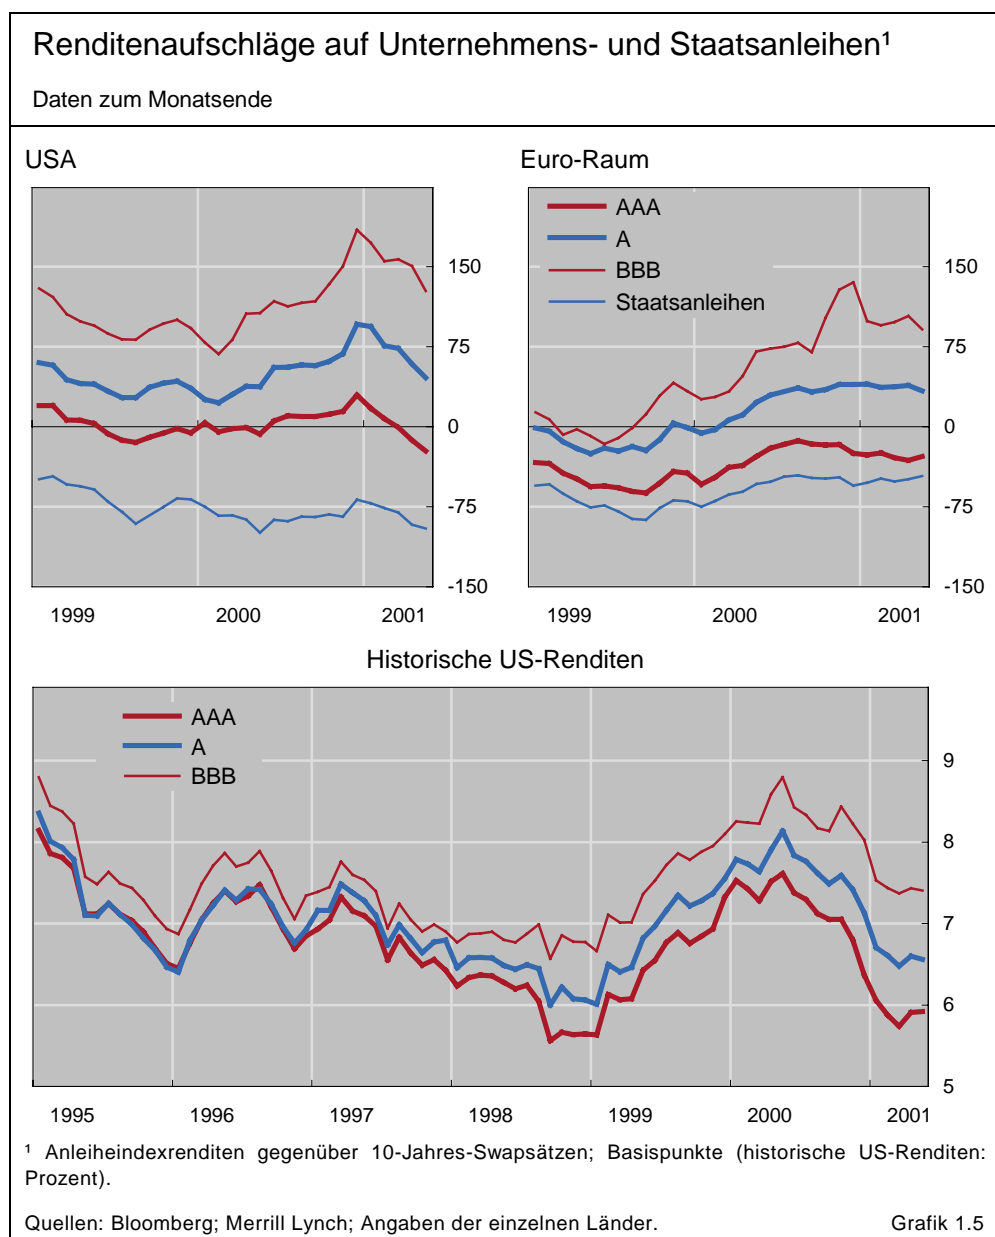 Renditenaufschläge auf Unternehmens- und Staatsanleihen¹
Daten zum Monatsende
USA
Euro-Raum
AAA
A
BBB
Staatsanleihen
150
75
0
-75
-150
150
75
0
-75
-150
1999 2000 2001
1999 2000 2001
Historische US-Renditen
AAA
A
BBB
9
8
7
6
5
1995 1996 1997 1998 1999 2000 2001
¹ Anleiheindexrenditen gegenüber 10-Jahres-Swapsätzen; Basispunkte (historische US-Renditen:
Prozent).
Quellen: Bloomberg; Merrill Lynch; Angaben der einzelnen Länder. Grafik 1.5